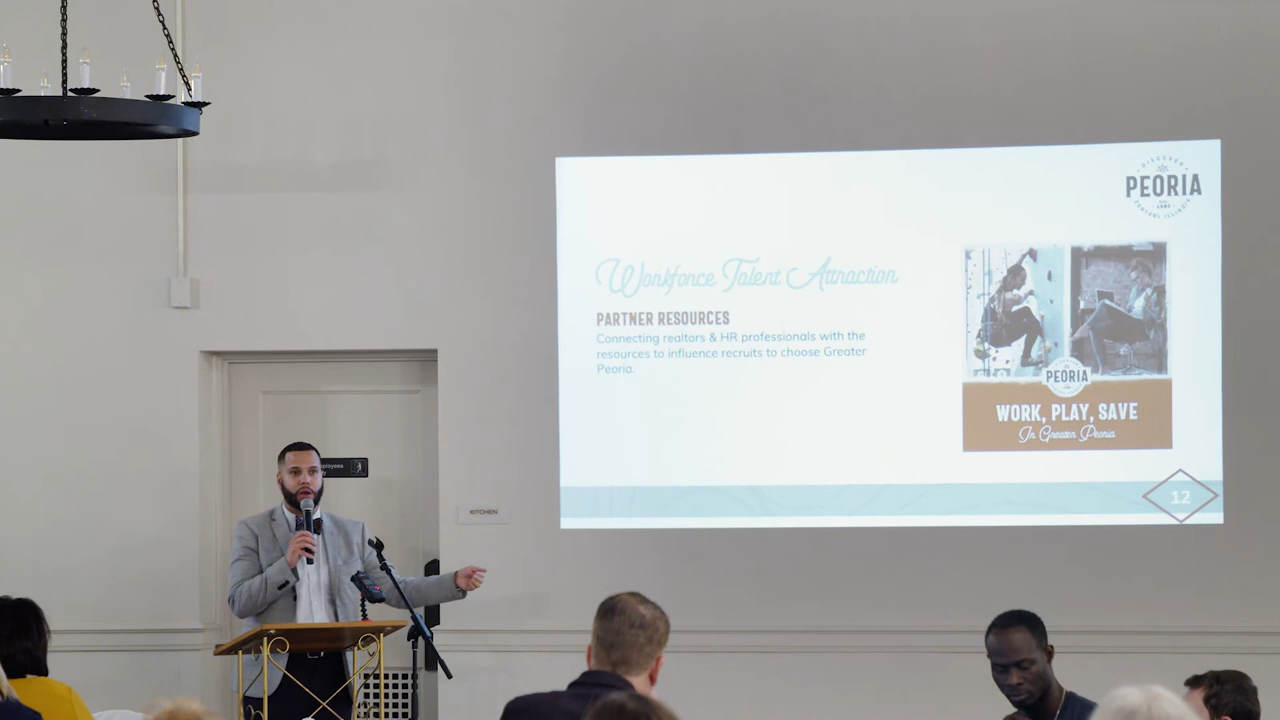 DISCOVER
PEORIA
Workforce Talent Attraction
PARTNER RESOURCES
Connecting realtors & HR professionals with the
resources to influence recruits to choose Greater
Peoria.
PEORIA
WORK, PLAY, SAVE
In Greater Peoria
12
KITCHEN